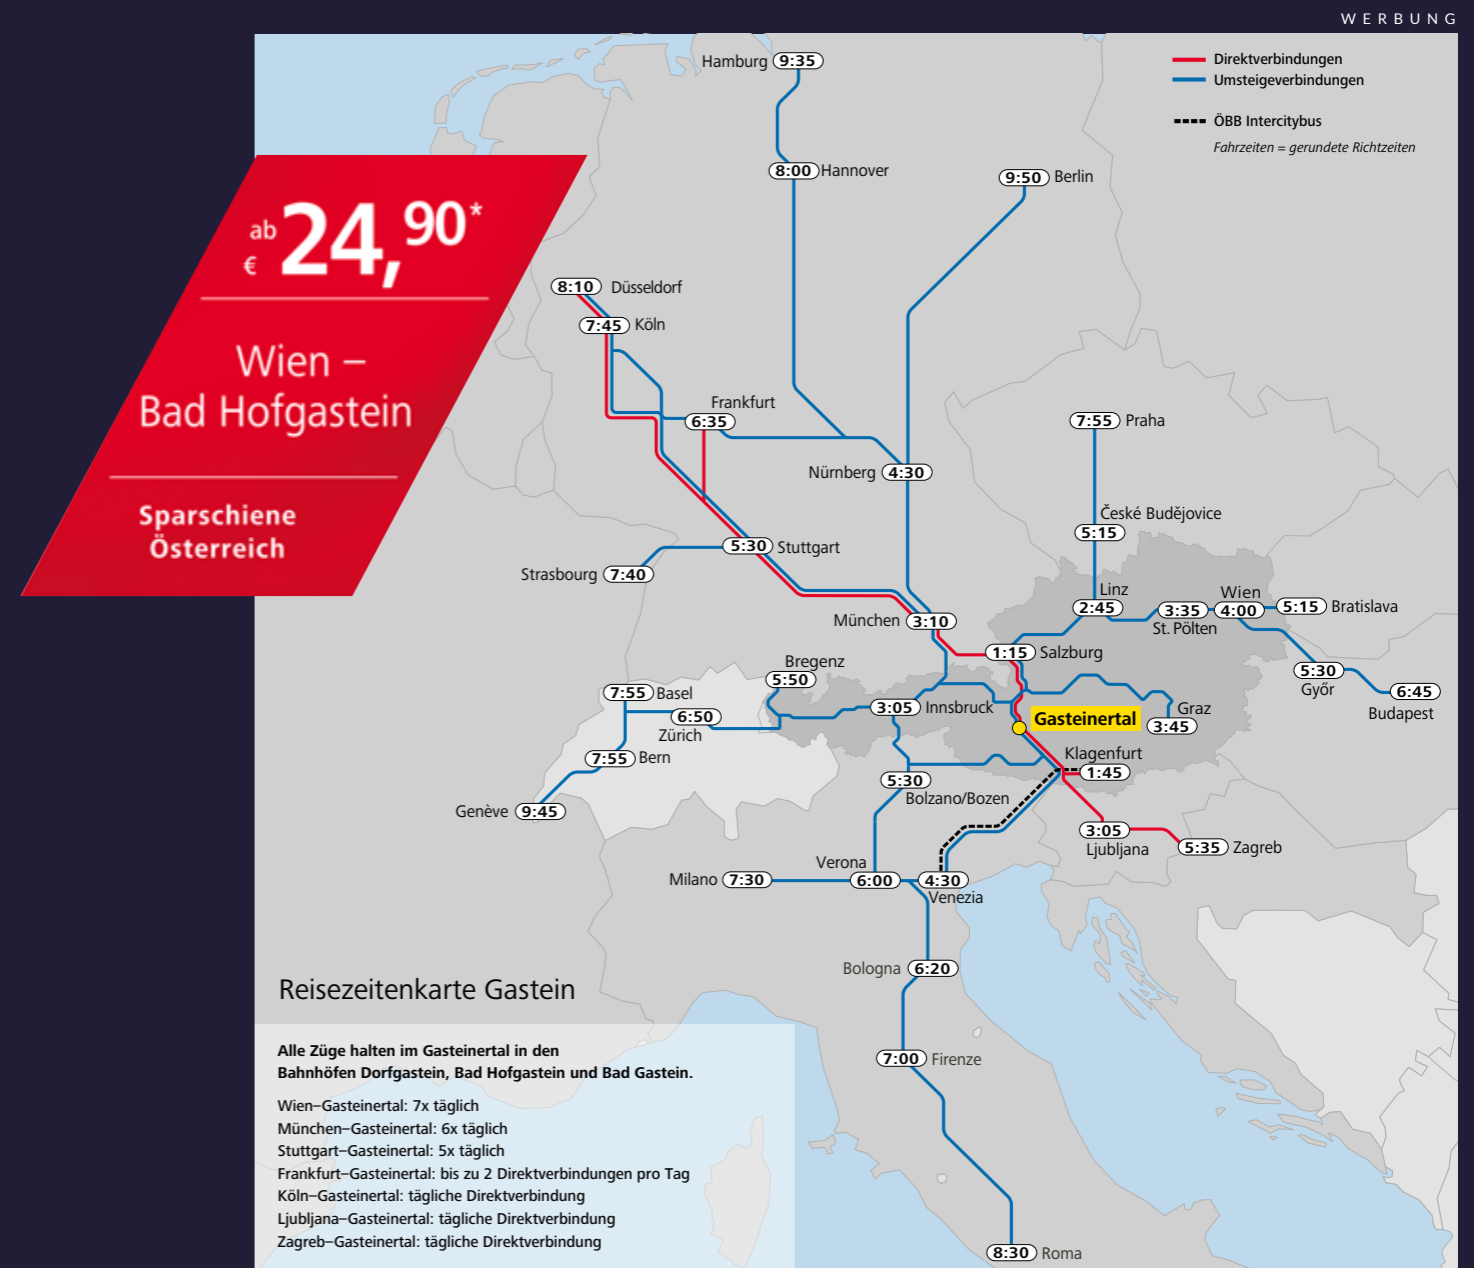 WERBUNG
Direktverbindungen
Umsteigeverbindungen
ÖBB Intercitybus
Fahrzeiten = gerundete Richtzeiten
ab € 24,90*
Wien –
Bad Hofgastein
Sparschiene
Österreich
Hamburg 9:35
8:00 Hannover
9:50 Berlin
8:10 Düsseldorf
7:45 Köln
Frankfurt
6:35
7:55 Praha
Nürnberg 4:30
České Budějovice
5:15
5:30 Stuttgart
Strasbourg 7:40
Linz
2:45
3:35
St. Pölten
Wien
4:00
5:15 Bratislava
München 3:10
1:15 Salzburg
Bregenz
5:50
5:30
Győr
7:55 Basel
6:50
Zürich
3:05 Innsbruck
Gasteinertal
Graz
3:45
6:45
Budapest
7:55 Bern
Klagenfurt
1:45
5:30
Bolzano/Bozen
Genève 9:45
3:05
Ljubljana
5:35 Zagreb
Verona
6:00
Milano 7:30
4:30
Venezia
Bologna 6:20
7:00 Firenze
8:30 Roma
Reisezeitenkarte Gastein
Alle Züge halten im Gasteinertal in den
Bahnhöfen Dorfgastein, Bad Hofgastein und Bad Gastein.
Wien–Gasteinertal: 7x täglich
München–Gasteinertal: 6x täglich
Stuttgart–Gasteinertal: 5x täglich
Frankfurt–Gasteinertal: bis zu 2 Direktverbindungen pro Tag
Köln–Gasteinertal: tägliche Direktverbindung
Ljubljana–Gasteinertal: tägliche Direktverbindung
Zagreb–Gasteinertal: tägliche Direktverbindung